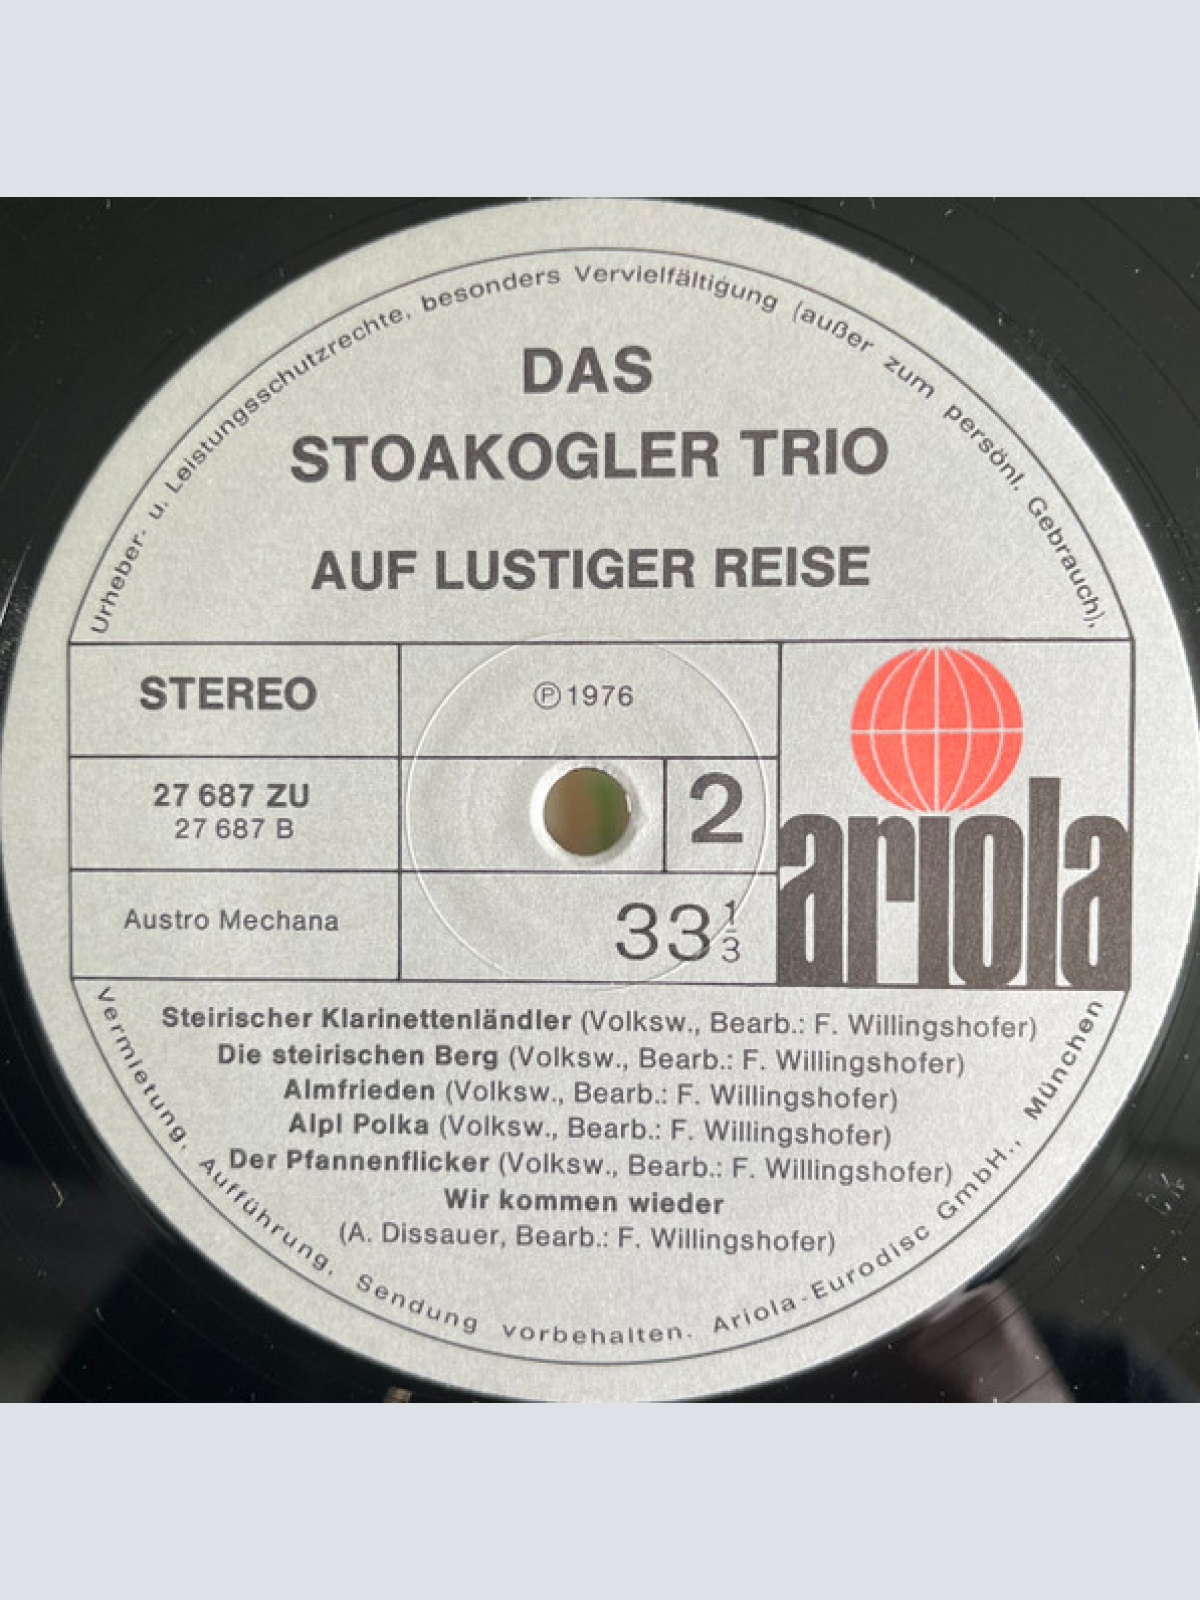 Urheber- u. Leistungsschutzrechte, besonders Vervielfältigung (außer zum persönl. Gebrauch),
DAS
STOAKOGLER TRIO
AUF LUSTIGER REISE
STEREO
℗ 1976
27 687 ZU
27 687 B
2
ariola
Austro Mechana
33 1/3
Steirischer Klarinettenländler (Volksw., Bearb.: F. Willingshofer)
Die steirischen Berg (Volksw., Bearb.: F. Willingshofer)
Almfrieden (Volksw., Bearb.: F. Willingshofer)
Alpl Polka (Volksw., Bearb.: F. Willingshofer)
Der Pfannenflicker (Volksw., Bearb.: F. Willingshofer)
Wir kommen wieder
(A. Dissauer, Bearb.: F. Willingshofer)
Vermietung, Aufführung, Sendung vorbehalten. Ariola-Eurodisc GmbH., München